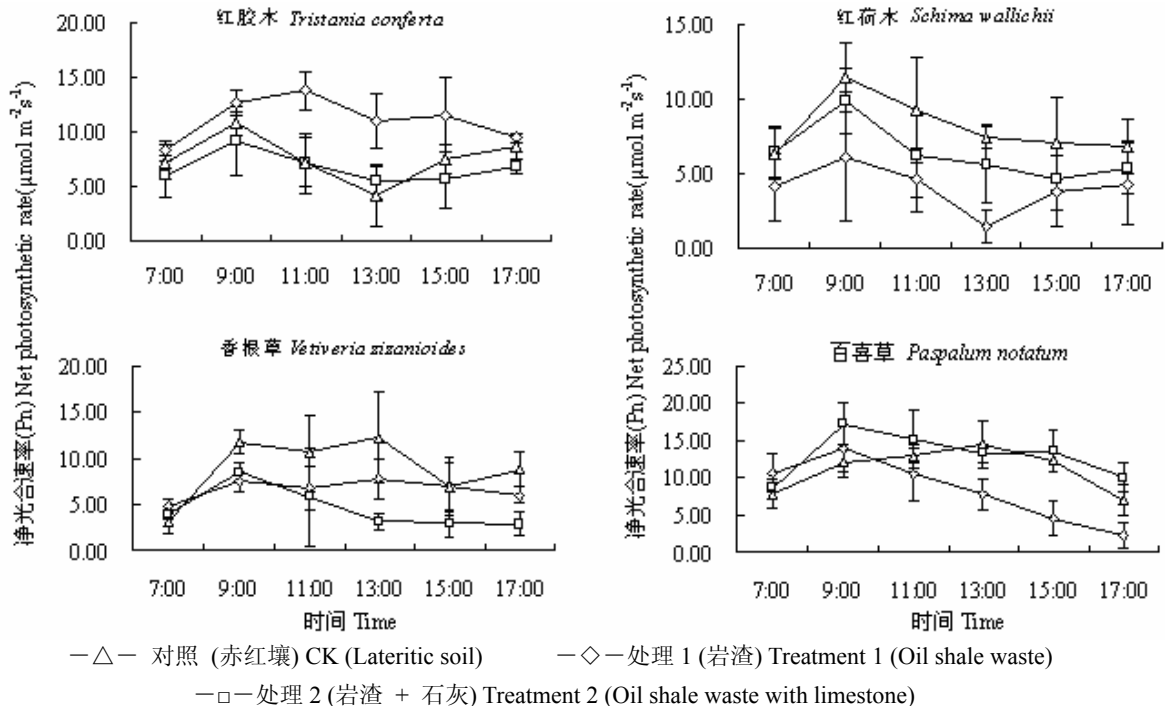 红胶木 Tristania conferta
净光合速率(Pn) Net photosynthetic rate(μmol m⁻²s⁻¹)
20.00
15.00
10.00
5.00
0.00
7:00 9:00 11:00 13:00 15:00 17:00
红荷木 Schima wallichii
净光合速率(Pn) Net photosynthetic rate(μmol m⁻²s⁻¹)
15.00
10.00
5.00
0.00
7:00 9:00 11:00 13:00 15:00 17:00
香根草 Vetiveria zizanioides
20.00
15.00
10.00
5.00
0.00
7:00 9:00 11:00 13:00 15:00 17:00
时间 Time
百喜草 Paspalum notatum
25.00
20.00
15.00
10.00
5.00
0.00
7:00 9:00 11:00 13:00 15:00 17:00
时间 Time
—△— 对照 (赤红壤) CK (Lateritic soil) —◇—处理 1 (岩渣) Treatment 1 (Oil shale waste)
—□—处理 2 (岩渣 + 石灰) Treatment 2 (Oil shale waste with limestone)